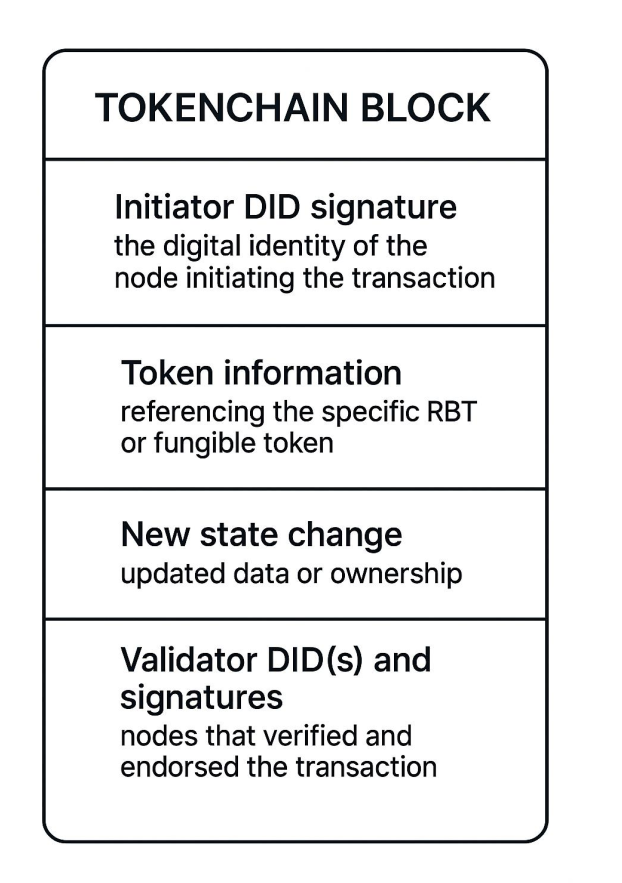 TOKENCHAIN BLOCK
Initiator DID signature
the digital identity of the
node initiating the transaction
Token information
referencing the specific RBT
or fungible token
New state change
updated data or ownership
Validator DID(s) and
signatures
nodes that verified and
endorsed the transaction